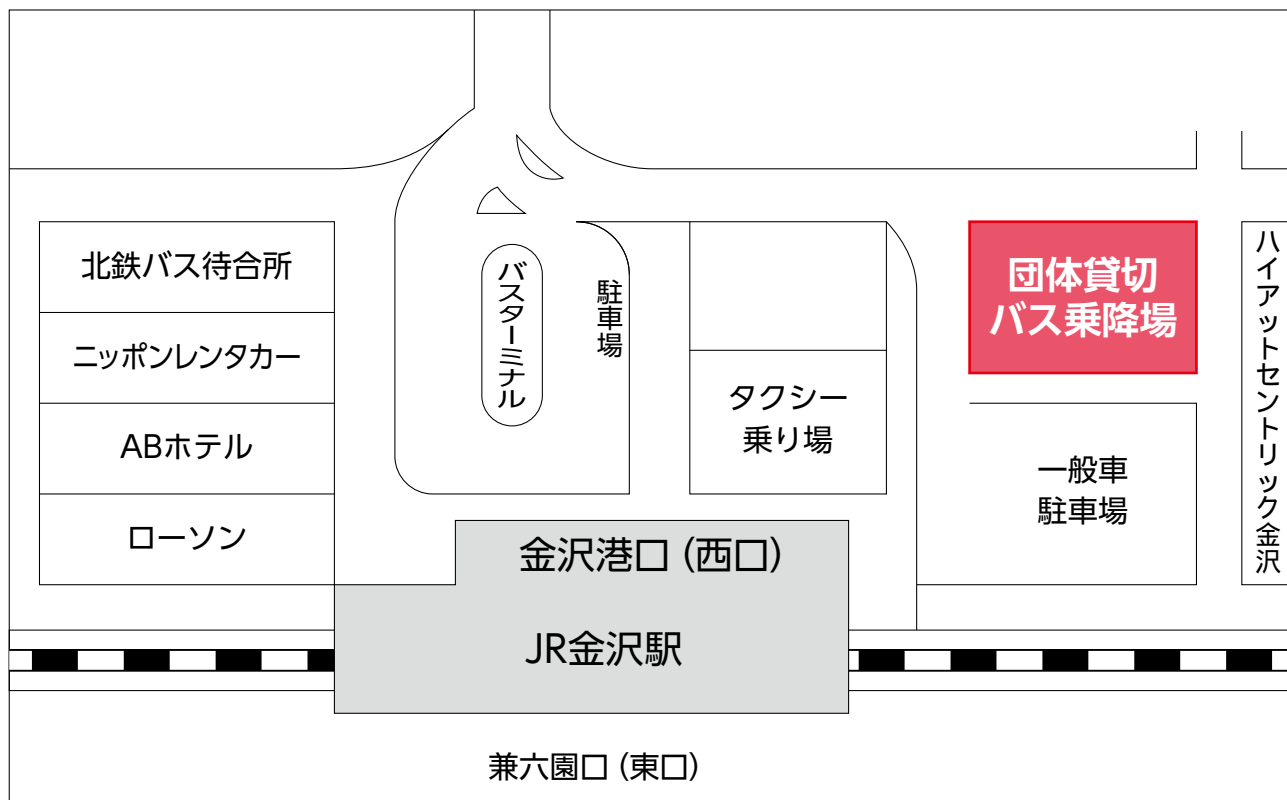 北鉄バス待合所
ニッポンレンタカー
ABホテル
ローソン
バスターミナル
駐車場
タクシー
乗り場
団体貸切
バス乗降場
一般車
駐車場
ハイアットセントリック金沢
金沢港口 (西口)
JR金沢駅
兼六園口 (東口)